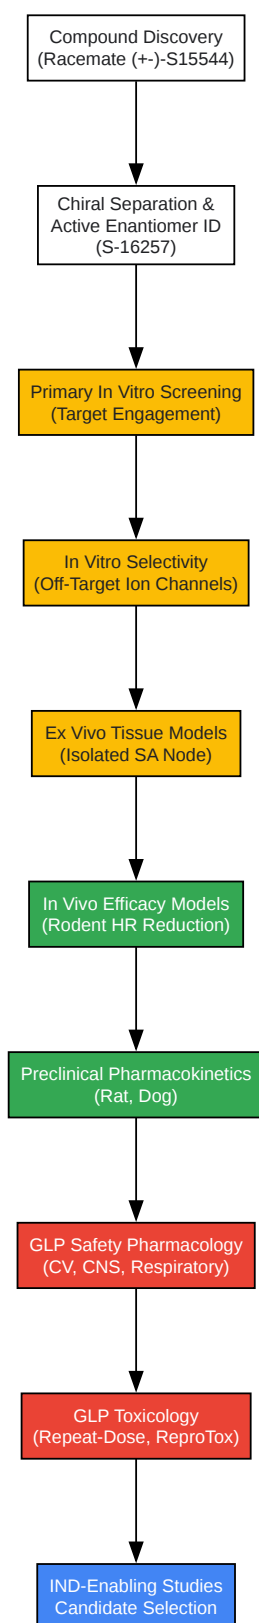 Compound Discovery
(Racemate (+-)-S15544)
Chiral Separation &
Active Enantiomer ID
(S-16257)
Primary In Vitro Screening
(Target Engagement)
In Vitro Selectivity
(Off-Target Ion Channels)
Ex Vivo Tissue Models
(Isolated SA Node)
In Vivo Efficacy Models
(Rodent HR Reduction)
Preclinical Pharmacokinetics
(Rat, Dog)
GLP Safety Pharmacology
(CV, CNS, Respiratory)
GLP Toxicology
(Repeat-Dose, ReproTox)
IND-Enabling Studies
Candidate Selection